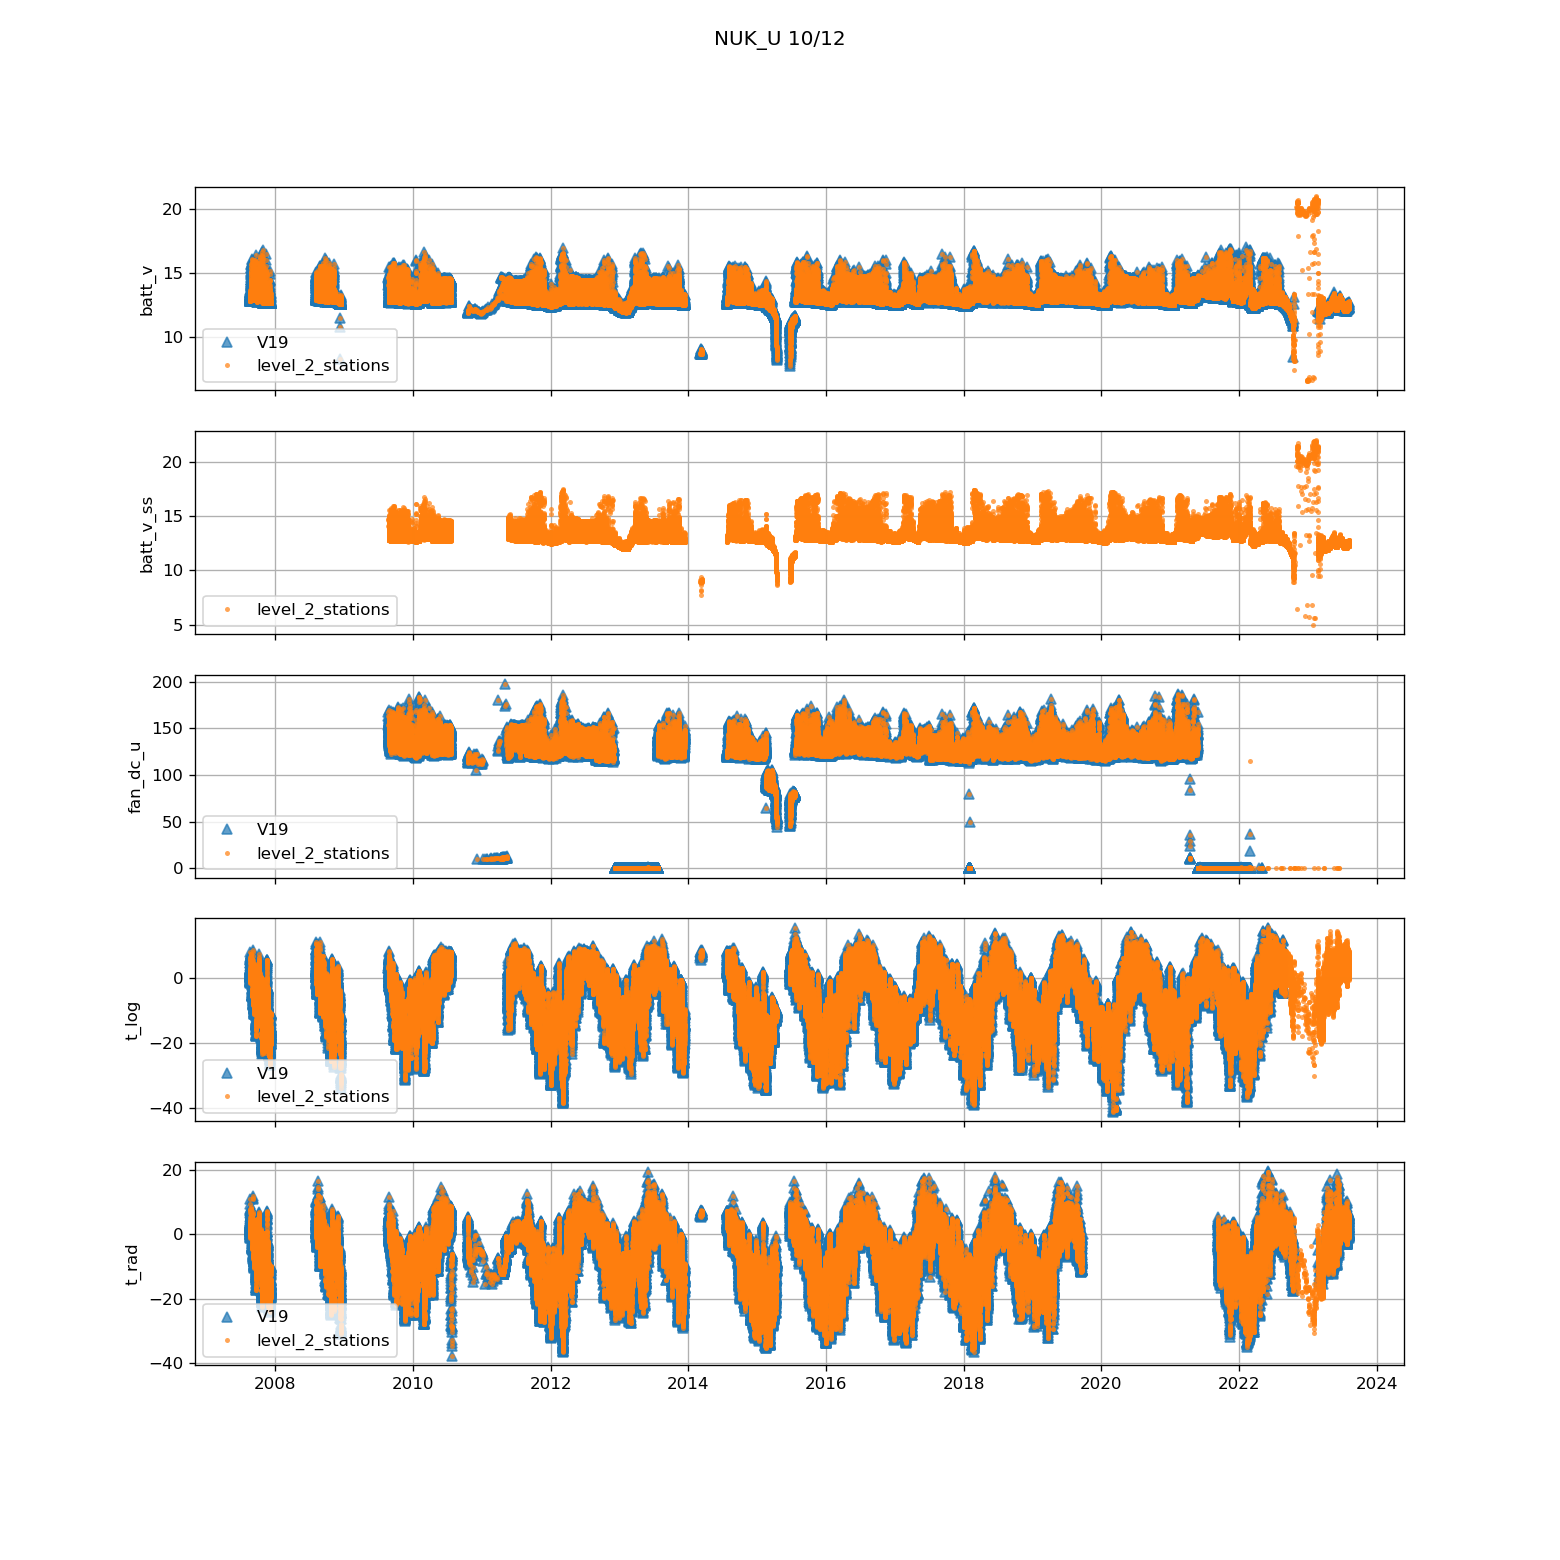 NUK_U 10/12
20
15
10
batt_v
V19
level_2_stations
20
15
10
5
batt_v_ss
level_2_stations
200
150
100
50
0
fan_dc_u
V19
level_2_stations
0
−20
−40
t_log
V19
level_2_stations
20
0
−20
−40
t_rad
V19
level_2_stations
2008 2010 2012 2014 2016 2018 2020 2022 2024